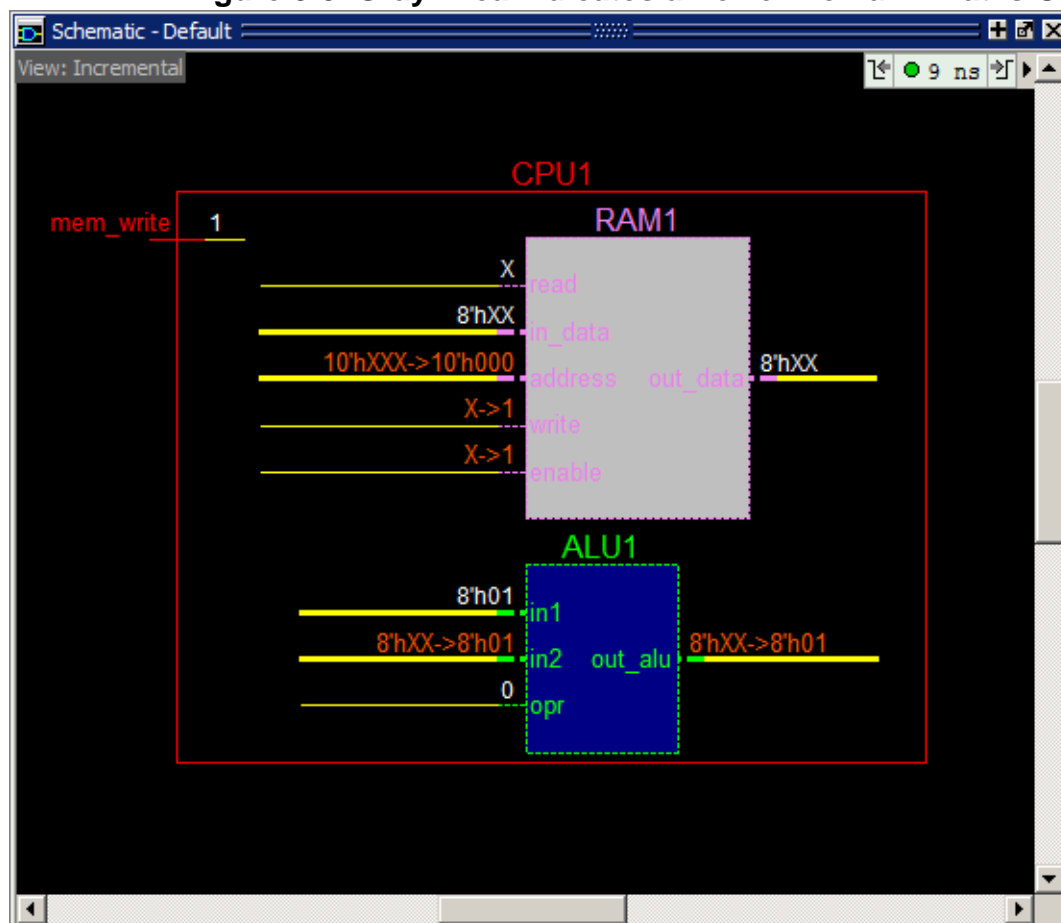 Schematic - Default
View: Incremental
9 ns
CPU1
mem_write 1
RAM1
X read
8'hXX in_data
10'hXXX->10'h000 address out_data 8'hXX
X->1 write
X->1 enable
ALU1
8'h01 in1
8'hXX->8'h01 in2 out_alu 8'hXX->8'h01
0 opr